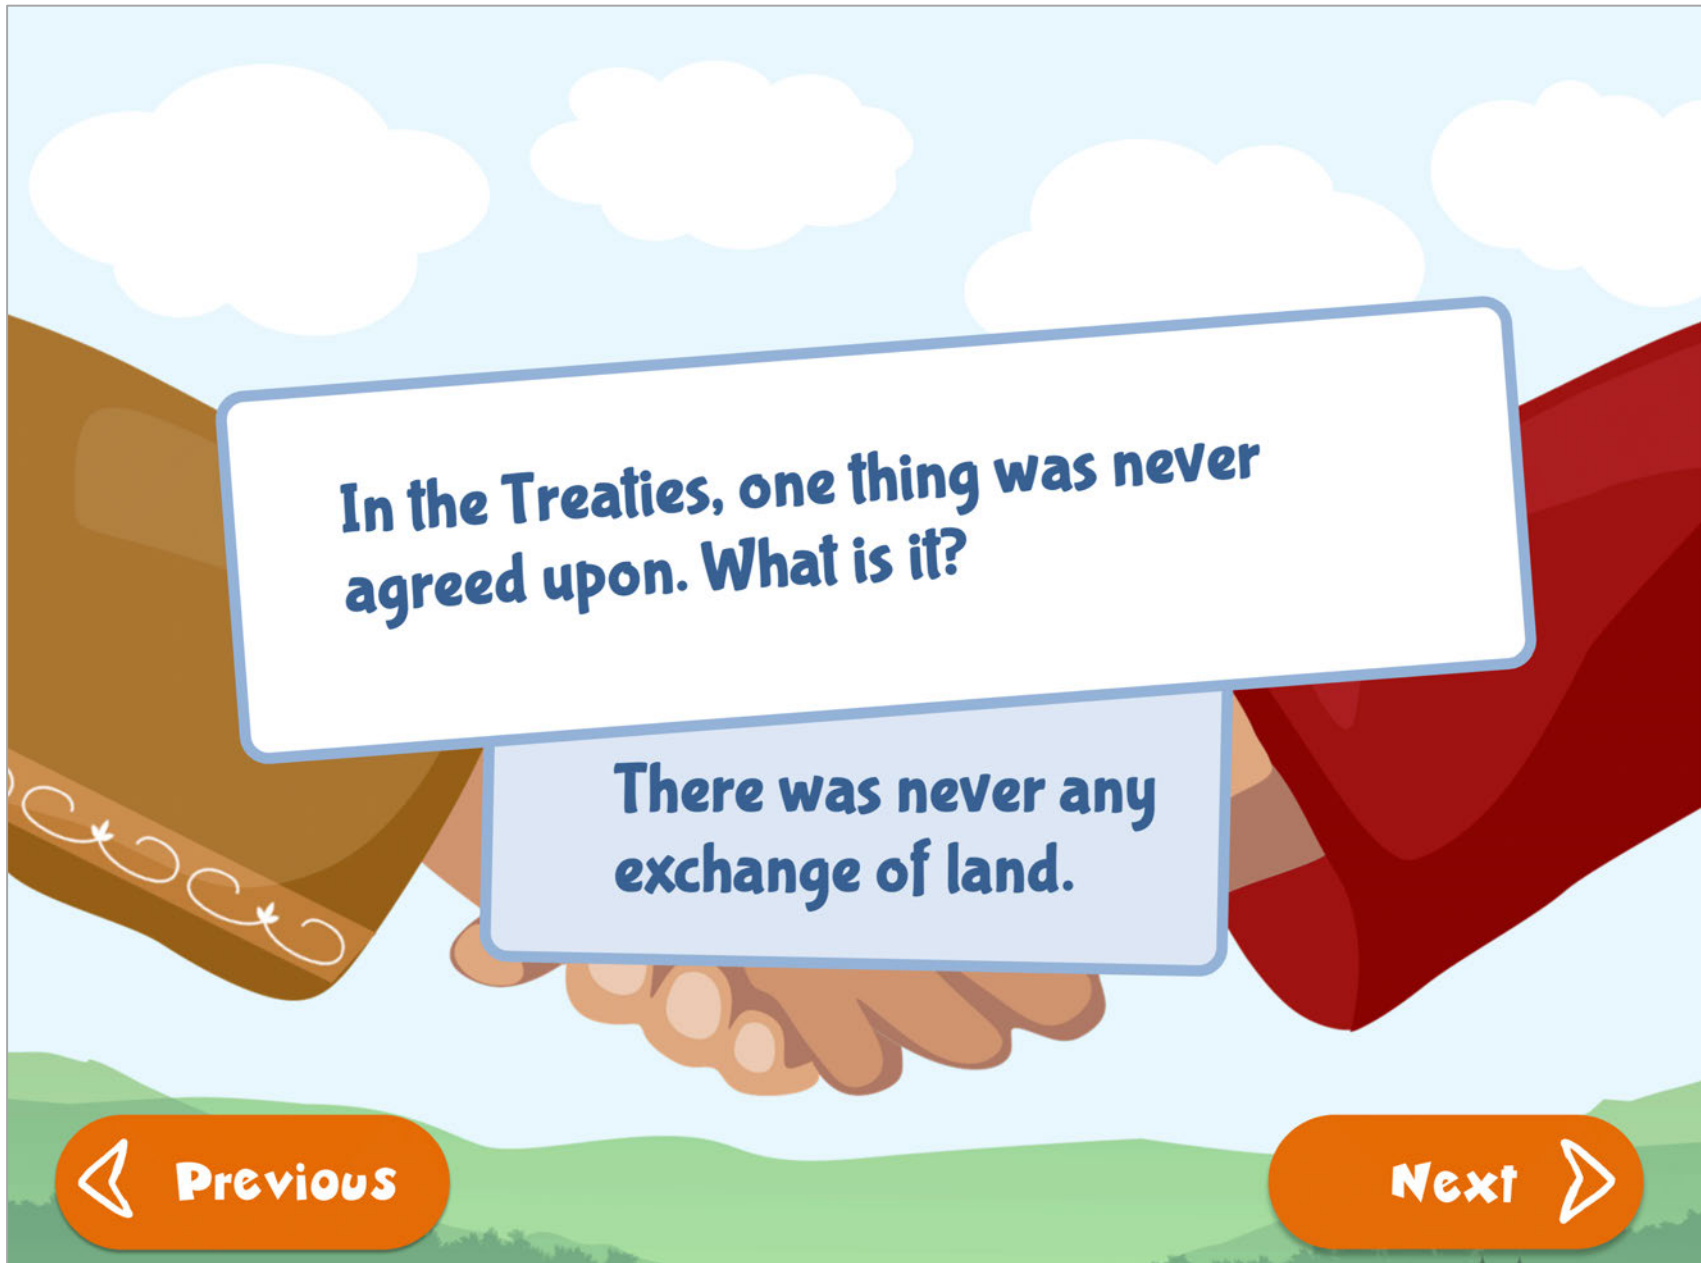 In the Treaties, one thing was never
agreed upon. What is it?
There was never any
exchange of land.
Previous
Next